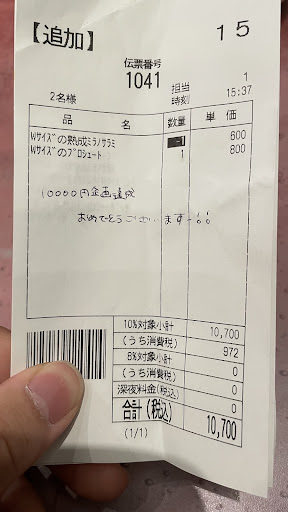 【追加】 15
伝票番号
1041
担当 1
2名様 時刻 15:37
品 名 数量 単価
Wサイズの熟成ミラノサラミ -1 600
Wサイズのプロシュート 1 800
10000円企画達成
おめでとうございます!!
10%対象小計 10,700
(うち消費税) 972
8%対象小計 0
(うち消費税) 0
深夜料金(税込) 0
合計(税込) 10,700
(1/1)